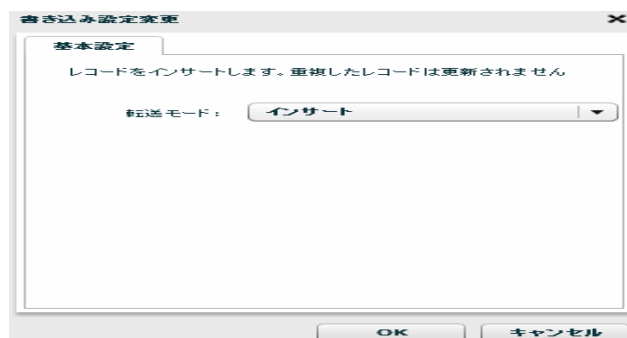 書き込み設定変更
基本設定
レコードをインサートします。重複したレコードは更新されません
転送モード: インサート
OK キャンセル